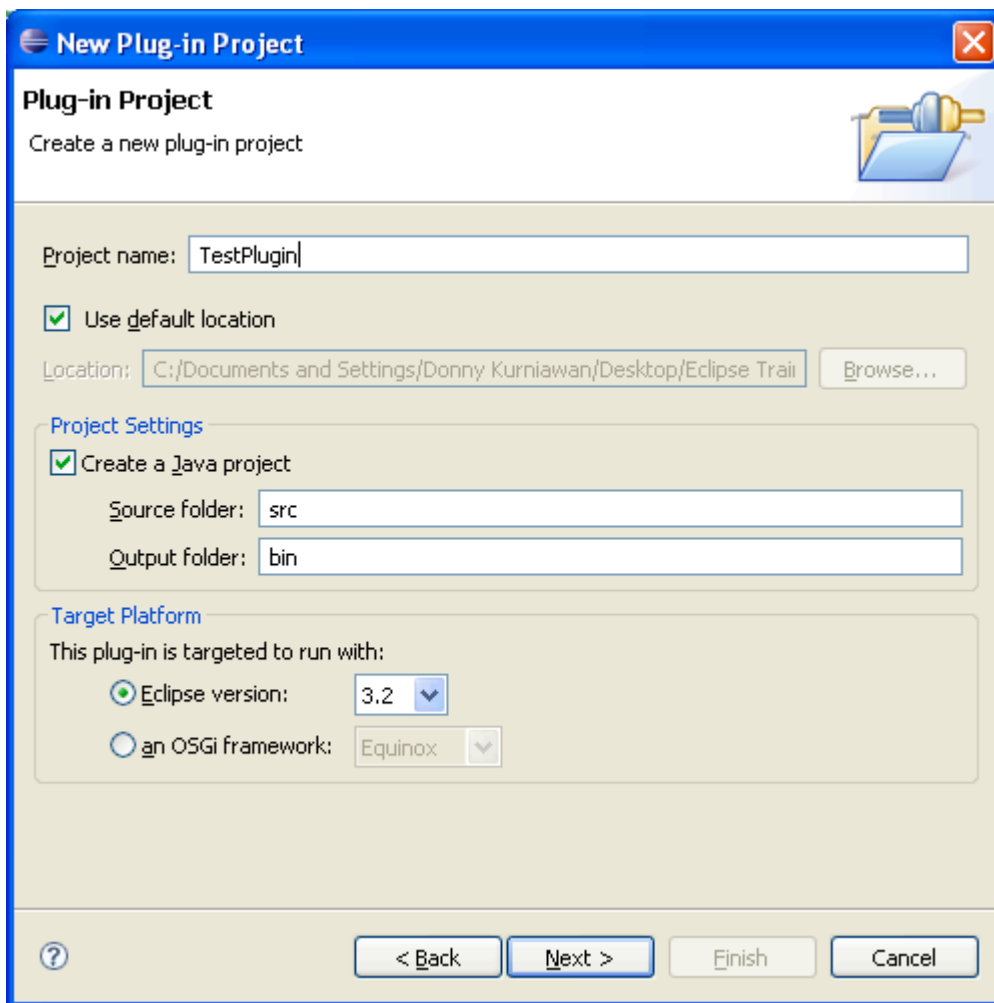 New Plug-in Project
Plug-in Project
Create a new plug-in project
Project name: TestPlugin
Use default location
Location: C:/Documents and Settings/Donny Kurniawan/Desktop/Eclipse Traii Browse...
Project Settings
Create a Java project
Source folder: src
Output folder: bin
Target Platform
This plug-in is targeted to run with:
Eclipse version: 3.2
an OSGi framework: Equinox
? < Back Next > Finish Cancel